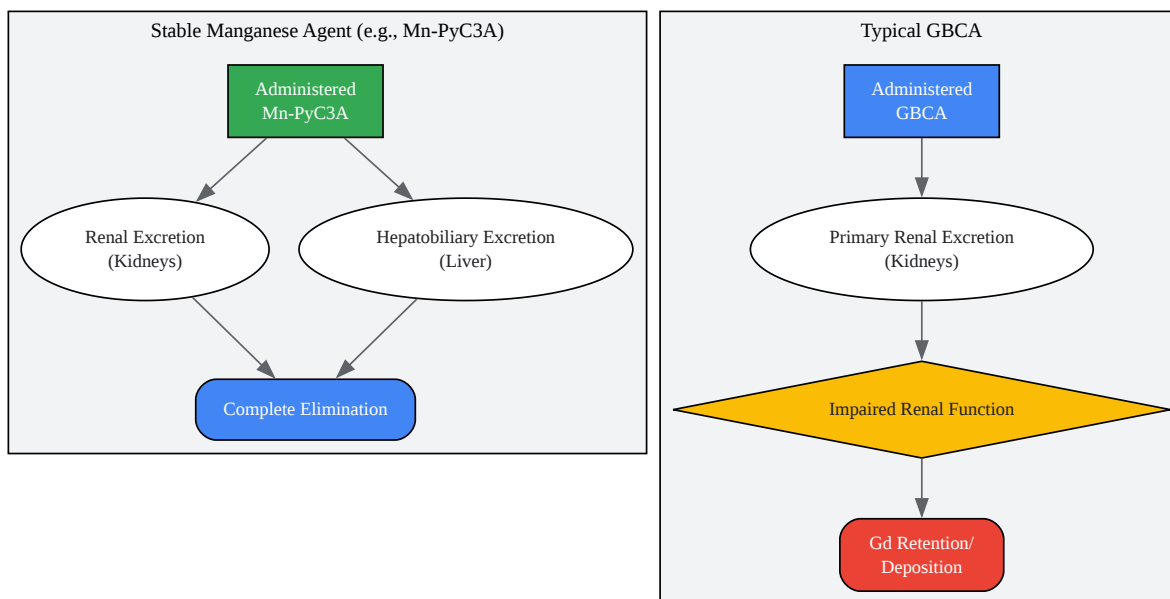 Stable Manganese Agent (e.g., Mn-PyC3A)
Administered
Mn-PyC3A
Renal Excretion
(Kidneys)
Hepatobiliary Excretion
(Liver)
Complete Elimination
Typical GBCA
Administered
GBCA
Primary Renal Excretion
(Kidneys)
Impaired Renal Function
Gd Retention/
Deposition